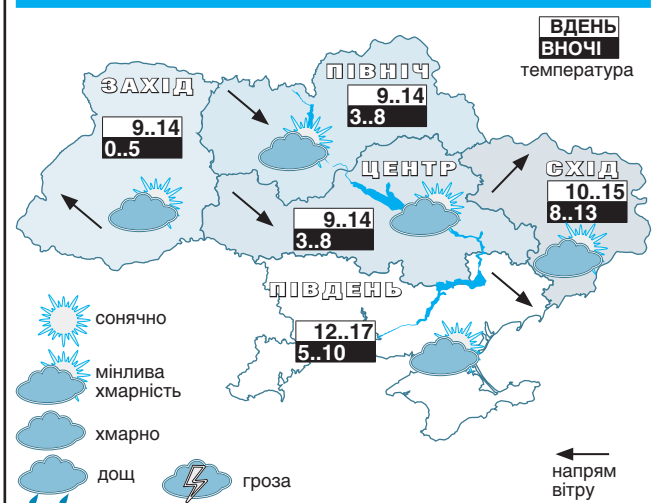 ВДЕНЬ
ВНОЧІ
температура
ПІВНІЧ
9..14
3..8
ЗАХІД
9..14
0..5
ЦЕНТР
9..14
3..8
СХІД
10..15
8..13
ПІВДЕНЬ
12..17
5..10
сонячно
мінлива
хмарність
хмарно
дощ
гроза
напрям
вітру